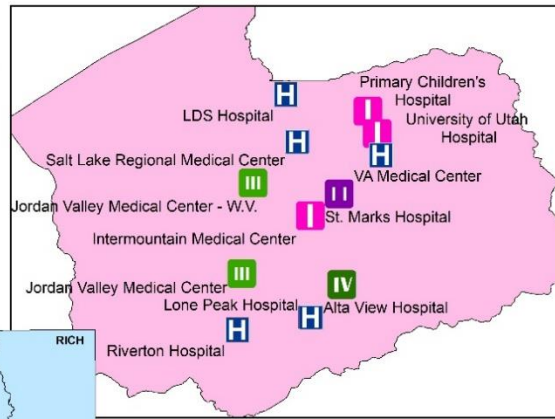 Primary Children's
Hospital
H
I
LDS Hospital
University of Utah
I
Hospital
H
Salt Lake Regional Medical Center
H
VA Medical Center
III
II
Jordan Valley Medical Center - W.V.
I
St. Marks Hospital
Intermountain Medical Center
III
IV
Jordan Valley Medical Center
Lone Peak Hospital
Alta View Hospital
H
H
Riverton Hospital
RICH